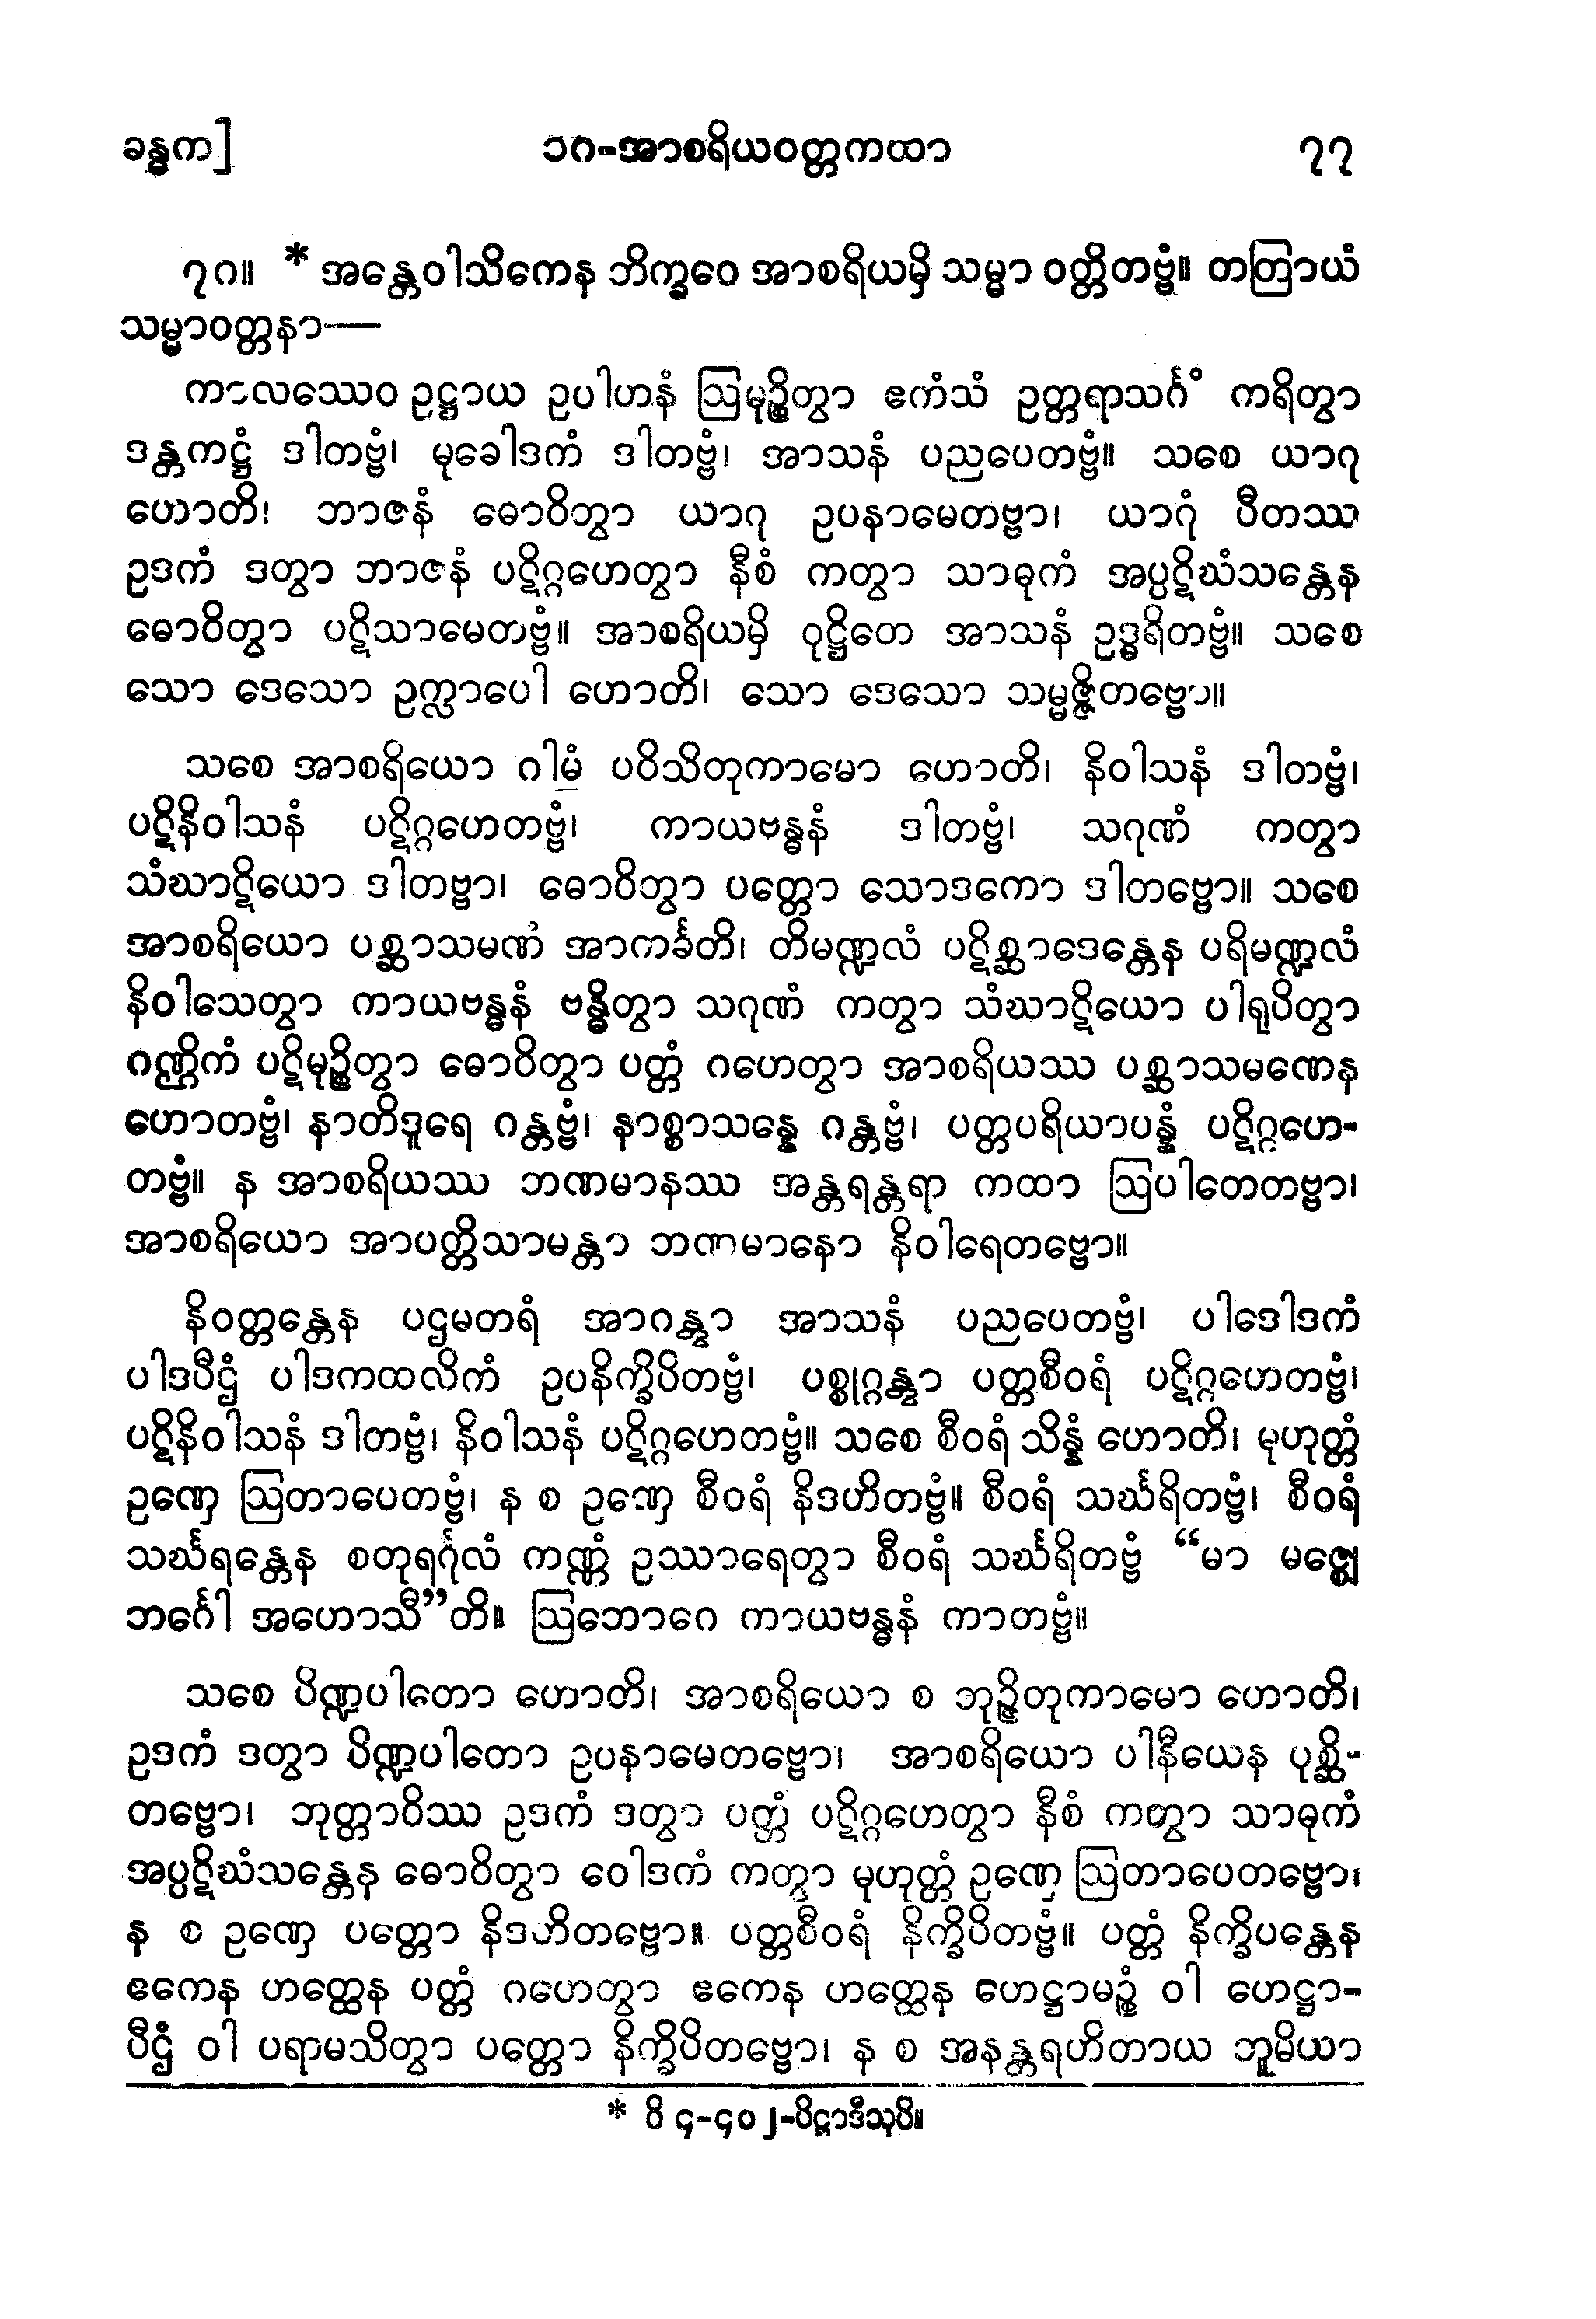 ခန္ဓက] ၁၈-အာစရိယဝတ္တကထာ ၇၇
၇၈။ * အန္တေဝါသိကေန ဘိက္ခဝေ အာစရိယမှိ သမ္မာ ဝတ္တိတဗ္ဗံ။ တတြာယံ
သမ္မာဝတ္တနာ—
ကာလဿေဝ ဥဋ္ဌာယ ဥပါဟနံ ဩမုဉ္စိတွာ ဧကံသံ ဥတ္တရာသင်္ဂံ ကရိတွာ
ဒန္တကဋ္ဌံ ဒါတဗ္ဗံ၊ မုခေါဒကံ ဒါတဗ္ဗံ၊ အာသနံ ပညပေတဗ္ဗံ။ သစေ ယာဂု
ဟောတိ၊ ဘာဇနံ ဓောဝိတွာ ယာဂု ဥပနာမေတဗ္ဗာ၊ ယာဂုံ ပီတဿ
ဥဒကံ ဒတွာ ဘာဇနံ ပဋိဂ္ဂဟေတွာ နီစံ ကတွာ သာဓုကံ အပ္ပဋိဃံသန္တေန
ဓောဝိတွာ ပဋိသာမေတဗ္ဗံ။ အာစရိယမှိ ဝုဋ္ဌိတေ အာသနံ ဥဒ္ဓရိတဗ္ဗံ။ သစေ
သော ဒေသော ဥက္လာပေါ ဟောတိ၊ သော ဒေသော သမ္မဇ္ဇိတဗ္ဗော။
သစေ အာစရိယော ဂါမံ ပဝိသိတုကာမော ဟောတိ၊ နိဝါသနံ ဒါတဗ္ဗံ၊
ပဋိနိဝါသနံ ပဋိဂ္ဂဟေတဗ္ဗံ၊ ကာယဗန္ဓနံ ဒါတဗ္ဗံ၊ သဂုဏံ ကတွာ
သံဃာဋိယော ဒါတဗ္ဗာ၊ ဓောဝိတွာ ပတ္တော သောဒကော ဒါတဗ္ဗော။ သစေ
အာစရိယော ပစ္ဆာသမဏံ အာကင်္ခတိ၊ တိမဏ္ဍလံ ပဋိစ္ဆာဒေန္တေန ပရိမဏ္ဍလံ
နိဝါသေတွာ ကာယဗန္ဓနံ ဗန္ဓိတွာ သဂုဏံ ကတွာ သံဃာဋိယော ပါရုပိတွာ
ဂဏ္ဌိကံ ပဋိမုဉ္စိတွာ ဓောဝိတွာ ပတ္တံ ဂဟေတွာ အာစရိယဿ ပစ္ဆာသမဏေန
ဟောတဗ္ဗံ၊ နာတိဒူရေ ဂန္တဗ္ဗံ၊ နာစ္စာသန္နေ ဂန္တဗ္ဗံ၊ ပတ္တပရိယာပန္နံ ပဋိဂ္ဂဟေ-
တဗ္ဗံ။ န အာစရိယဿ ဘဏမာနဿ အန္တရန္တရာ ကထာ ဩပါတေတဗ္ဗာ၊
အာစရိယော အာပတ္တိသာမန္တာ ဘဏမာနော နိဝါရေတဗ္ဗော။
နိဝတ္တန္တေန ပဌမတရံ အာဂန္တွာ အာသနံ ပညပေတဗ္ဗံ၊ ပါဒေါဒကံ
ပါဒပီဌံ ပါဒကထလိကံ ဥပနိက္ခိပိတဗ္ဗံ၊ ပစ္စုဂ္ဂန္တွာ ပတ္တစီဝရံ ပဋိဂ္ဂဟေတဗ္ဗံ၊
ပဋိနိဝါသနံ ဒါတဗ္ဗံ၊ နိဝါသနံ ပဋိဂ္ဂဟေတဗ္ဗံ။ သစေ စီဝရံ သိန္နံ ဟောတိ၊ မုဟုတ္တံ
ဥဏှေ ဩတာပေတဗ္ဗံ၊ န စ ဥဏှေ စီဝရံ နိဒဟိတဗ္ဗံ။ စီဝရံ သင်္ဃရိတဗ္ဗံ၊ စီဝရံ
သင်္ဃရန္တေန စတုရင်္ဂုလံ ကဏ္ဏံ ဥဿာရေတွာ စီဝရံ သင်္ဃရိတဗ္ဗံ “မာ မဇ္ဈေ
ဘင်္ဂေါ အဟောသီ”တိ။ ဩဘောဂေ ကာယဗန္ဓနံ ကာတဗ္ဗံ။
သစေ ပိဏ္ဍပါတော ဟောတိ၊ အာစရိယော စ ဘုဉ္ဇိတုကာမော ဟောတိ၊
ဥဒကံ ဒတွာ ပိဏ္ဍပါတော ဥပနာမေတဗ္ဗော၊ အာစရိယော ပါနီယေန ပုစ္ဆိ-
တဗ္ဗော၊ ဘုတ္တာဝိဿ ဥဒကံ ဒတွာ ပတ္တံ ပဋိဂ္ဂဟေတွာ နီစံ ကတွာ သာဓုကံ
အပ္ပဋိဃံသန္တေန ဓောဝိတွာ ဝေါဒကံ ကတွာ မုဟုတ္တံ ဥဏှေ ဩတာပေတဗ္ဗော၊
န စ ဥဏှေ ပတ္တော နိဒဟိတဗ္ဗော။ ပတ္တစီဝရံ နိက္ခိပိတဗ္ဗံ။ ပတ္တံ နိက္ခိပန္တေန
ဧကေန ဟတ္ထေန ပတ္တံ ဂဟေတွာ ဧကေန ဟတ္ထေန ဟေဋ္ဌာမဉ္စံ ဝါ ဟေဋ္ဌာ-
ပီဌံ ဝါ ပရာမသိတွာ ပတ္တော နိက္ခိပိတဗ္ဗော၊ န စ အနန္တရဟိတာယ ဘူမိယာ
* ဝိ ၄-၄၀၂-ပိဋ္ဌာဒီသုပိ။